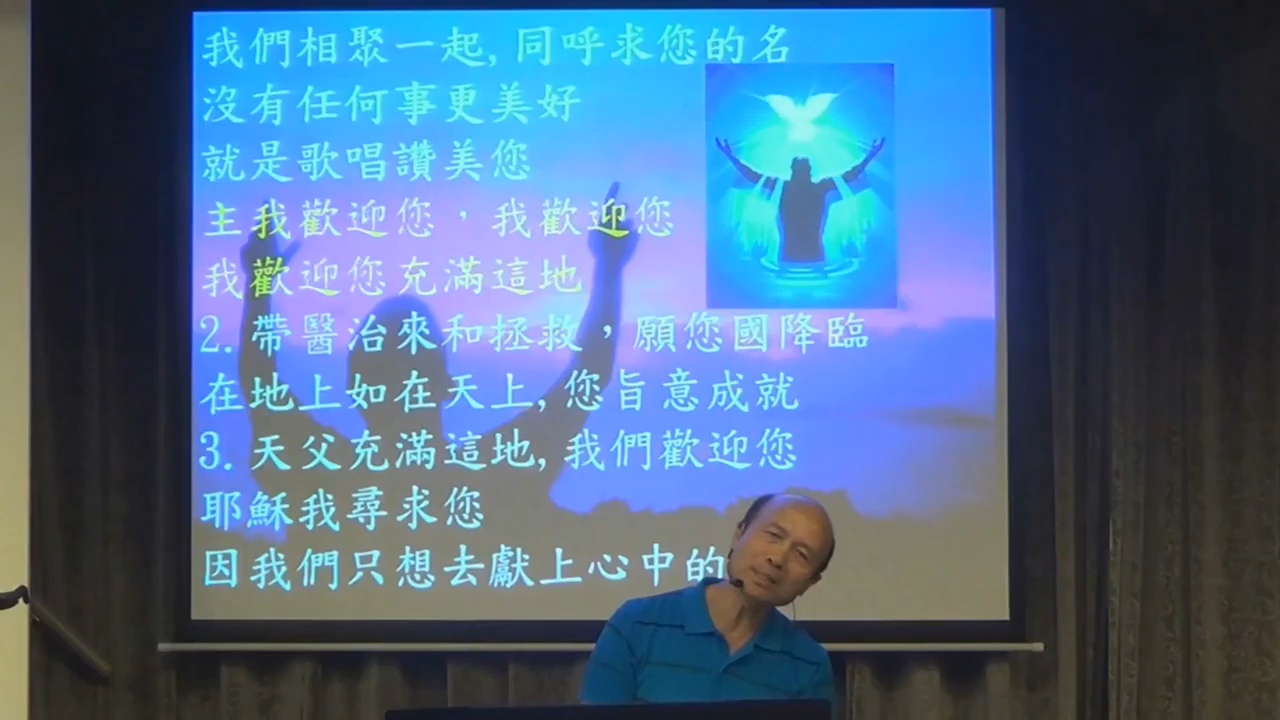 我們相聚一起, 同呼求您的名
沒有任何事更美好
就是歌唱讚美您
主我歡迎您，我歡迎您
我歡迎您充滿這地
2. 帶醫治來和拯救，願您國降臨
在地上如在天上, 您旨意成就
3. 天父充滿這地, 我們歡迎您
耶穌我尋求您
因我們只想去獻上心中的